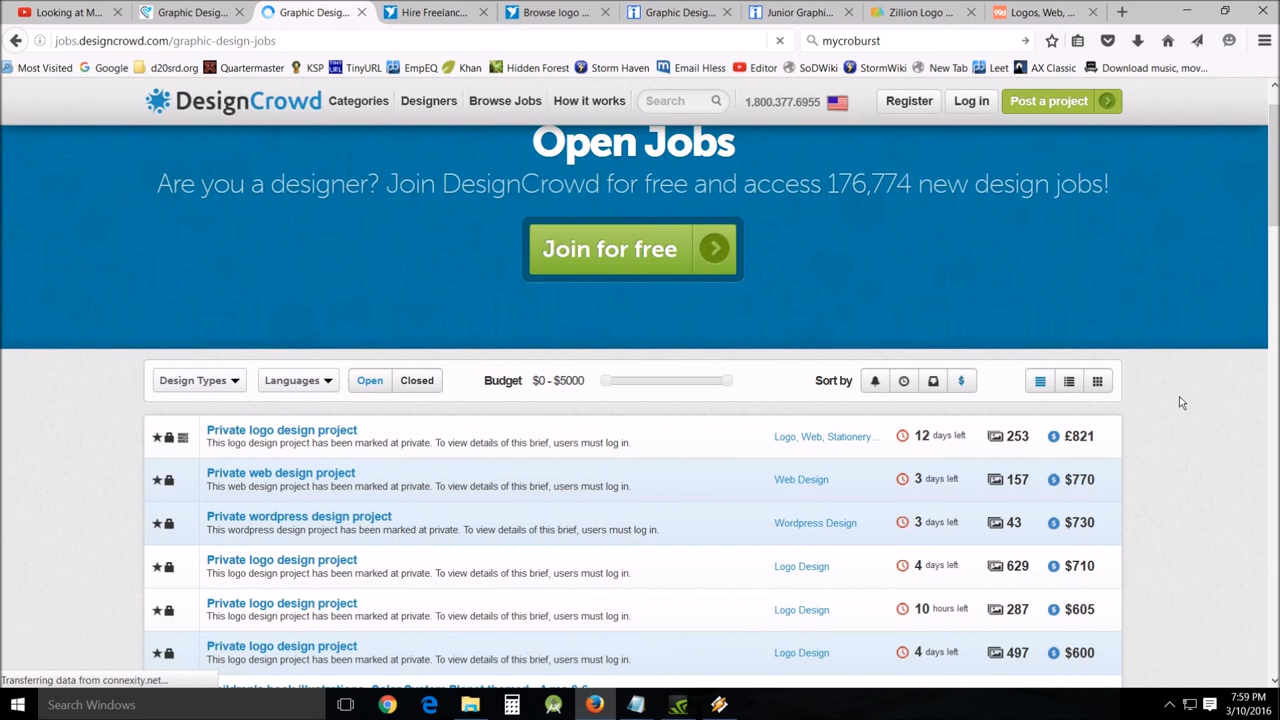 Looking at M...
Graphic Desig...
Graphic Desig...
Hire Freelanc...
Browse logo ...
Graphic Desig...
Junior Graphi...
Zillion Logo ...
Logos, Web, ...
jobs.designcrowd.com/graphic-design-jobs
mycroburst
Most Visited Google d20srd.org Quartermaster KSP TinyURL EmpEQ Khan Hidden Forest Storm Haven Email Hless Editor SoDWiki StormWiki New Tab Leet AX Classic Download music, mov...
DesignCrowd Categories Designers Browse Jobs How it works Search 1.800.377.6955 Register Log in Post a project
Open Jobs
Are you a designer? Join DesignCrowd for free and access 176,774 new design jobs!
Join for free
Design Types Languages Open Closed Budget $0 - $5000 Sort by $
Private logo design project
This logo design project has been marked at private. To view details of this brief, users must log in.
Logo, Web, Stationery... 12 days left 253 £821
Private web design project
This web design project has been marked at private. To view details of this brief, users must log in.
Web Design 3 days left 157 $770
Private wordpress design project
This wordpress design project has been marked at private. To view details of this brief, users must log in.
Wordpress Design 3 days left 43 $730
Private logo design project
This logo design project has been marked at private. To view details of this brief, users must log in.
Logo Design 4 days left 629 $710
Private logo design project
This logo design project has been marked at private. To view details of this brief, users must log in.
Logo Design 10 hours left 287 $605
Private logo design project
This logo design project has been marked at private. To view details of this brief, users must log in.
Logo Design 4 days left 497 $600
Transferring data from connexity.net...
Search Windows
7:59 PM
3/10/2016